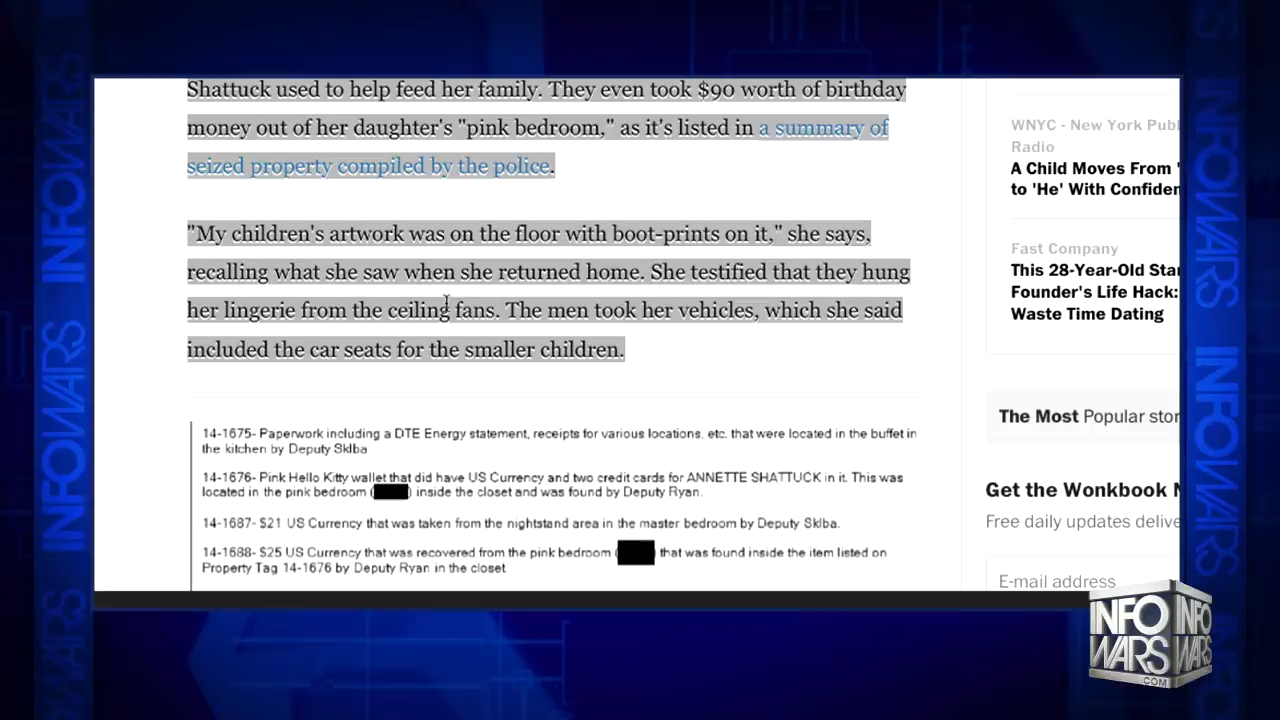 Shattuck used to help feed her family. They even took $90 worth of birthday
money out of her daughter's "pink bedroom," as it's listed in a summary of
seized property compiled by the police.
"My children's artwork was on the floor with boot-prints on it," she says,
recalling what she saw when she returned home. She testified that they hung
her lingerie from the ceiling fans. The men took her vehicles, which she said
included the car seats for the smaller children.
14-1675- Paperwork including a DTE Energy statement, receipts for various locations, etc. that were located in the buffet in
the kitchen by Deputy Sklba
14-1676- Pink Hello Kitty wallet that did have US Currency and two credit cards for ANNETTE SHATTUCK in it. This was
located in the pink bedroom ( ) inside the closet and was found by Deputy Ryan.
14-1687- $21 US Currency that was taken from the nightstand area in the master bedroom by Deputy Sklba.
14-1688- $25 US Currency that was recovered from the pink bedroom ( ) that was found inside the item listed on
Property Tag 14-1676 by Deputy Ryan in the closet.
WNYC - New York Publ
Radio
A Child Moves From '
to 'He' With Confiden
Fast Company
This 28-Year-Old Star
Founder's Life Hack:
Waste Time Dating
The Most Popular stor
Get the Wonkbook N
Free daily updates delive
E-mail address
INFOWARS
INFOWARS
INFOWARS
INFOWARS
INFO
WARS
.COM
INFO
WARS